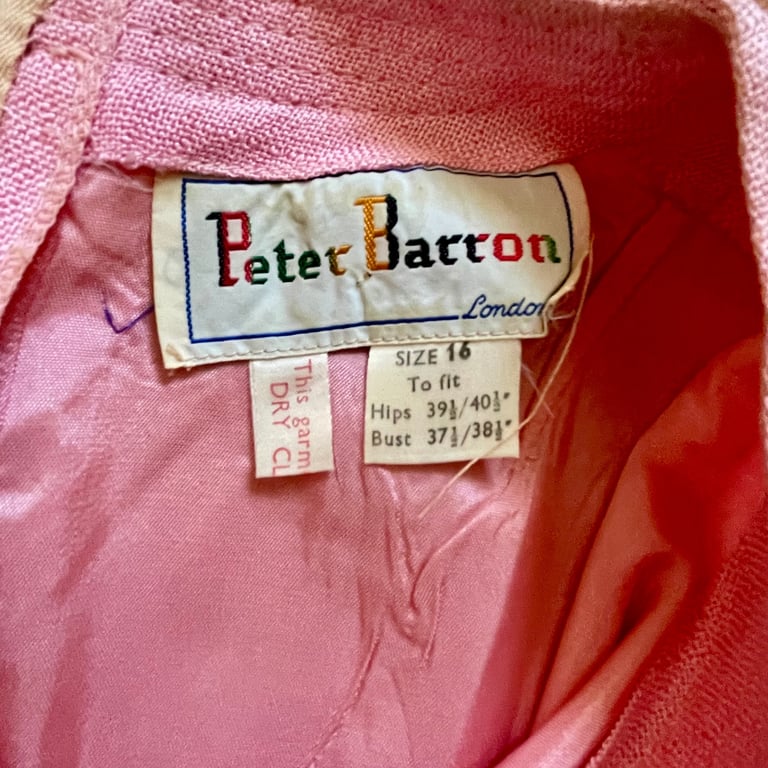 Peter Barron
London
SIZE 16
To fit
Hips 39½/40½"
Bust 37½/38½"
This garm
DRY CL